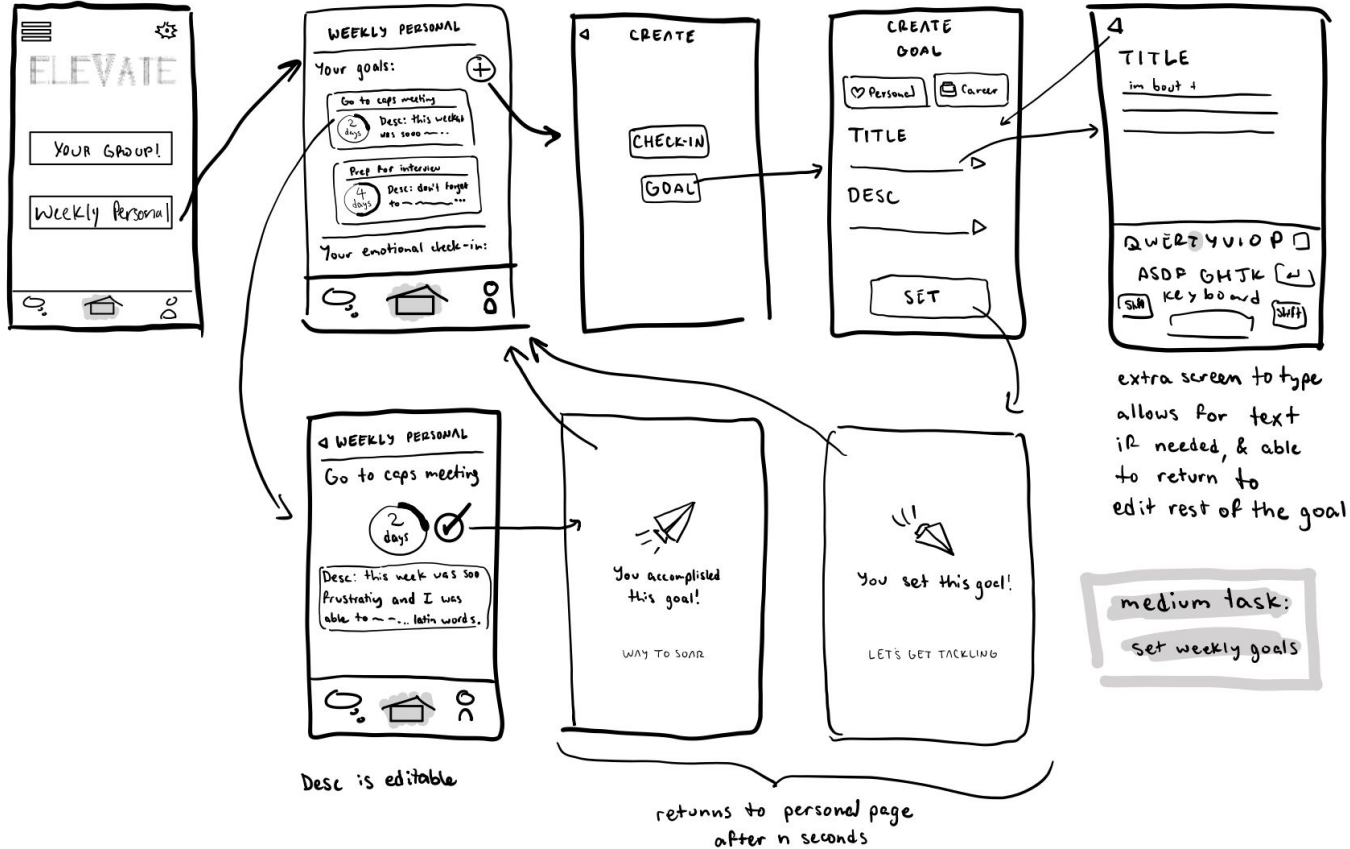 ELEVATE
YOUR GROUP!
Weekly Personal
WEEKLY PERSONAL
Your goals:
Go to caps meeting
2
days
Desc: this week
was sooo ~ - ..
Prep for interview
4
days
Desc: don't forget
to ~ ~~~ ...
Your emotional check-in:
CREATE
CHECK-IN
GOAL
CREATE
GOAL
Personal
Career
TITLE
DESC
SET
TITLE
im bout t
QWERTYUIOP
ASDF GHJK
keyboard
Shift
Shift
extra screen to type
allows for text
if needed, & able
to return to
edit rest of the goal
WEEKLY PERSONAL
Go to caps meeting
2
days
Desc: this week was soo
frustratig and I was
able to ~ ~... latin words.
Desc is editable
You accomplished
this goal!
WAY TO SOAR
You set this goal!
LET'S GET TACKLING
returns to personal page
after n seconds
medium task:
set weekly goals